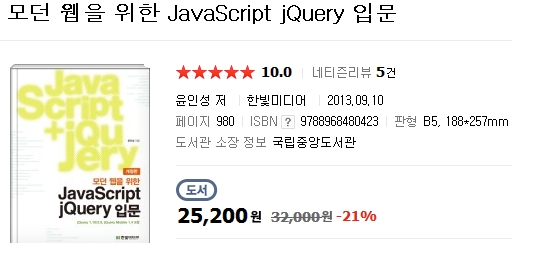 모던 웹을 위한 JavaScript jQuery 입문
★★★★★ 10.0 | 네티즌리뷰 5건
윤인성 저 | 한빛미디어 | 2013.09.10
페이지 980 | ISBN ? 9788968480423 | 판형 B5, 188*257mm
도서관 소장 정보 국립중앙도서관
도서
25,200원 32,000원 -21%
Java
Script
+jQu
Jery
개정판
모던 웹을 위한
JavaScript
jQuery 입문
한빛미디어